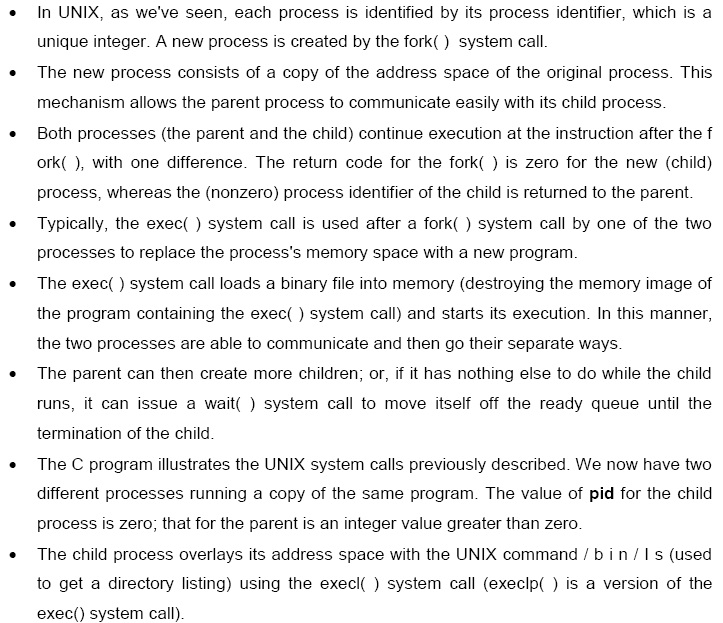 • In UNIX, as we've seen, each process is identified by its process identifier, which is a
unique integer. A new process is created by the fork( ) system call.
• The new process consists of a copy of the address space of the original process. This
mechanism allows the parent process to communicate easily with its child process.
• Both processes (the parent and the child) continue execution at the instruction after the f
ork( ), with one difference. The return code for the fork( ) is zero for the new (child)
process, whereas the (nonzero) process identifier of the child is returned to the parent.
• Typically, the exec( ) system call is used after a fork( ) system call by one of the two
processes to replace the process's memory space with a new program.
• The exec( ) system call loads a binary file into memory (destroying the memory image of
the program containing the exec( ) system call) and starts its execution. In this manner,
the two processes are able to communicate and then go their separate ways.
• The parent can then create more children; or, if it has nothing else to do while the child
runs, it can issue a wait( ) system call to move itself off the ready queue until the
termination of the child.
• The C program illustrates the UNIX system calls previously described. We now have two
different processes running a copy of the same program. The value of pid for the child
process is zero; that for the parent is an integer value greater than zero.
• The child process overlays its address space with the UNIX command / b i n / l s (used
to get a directory listing) using the execl( ) system call (execlp( ) is a version of the
exec() system call).